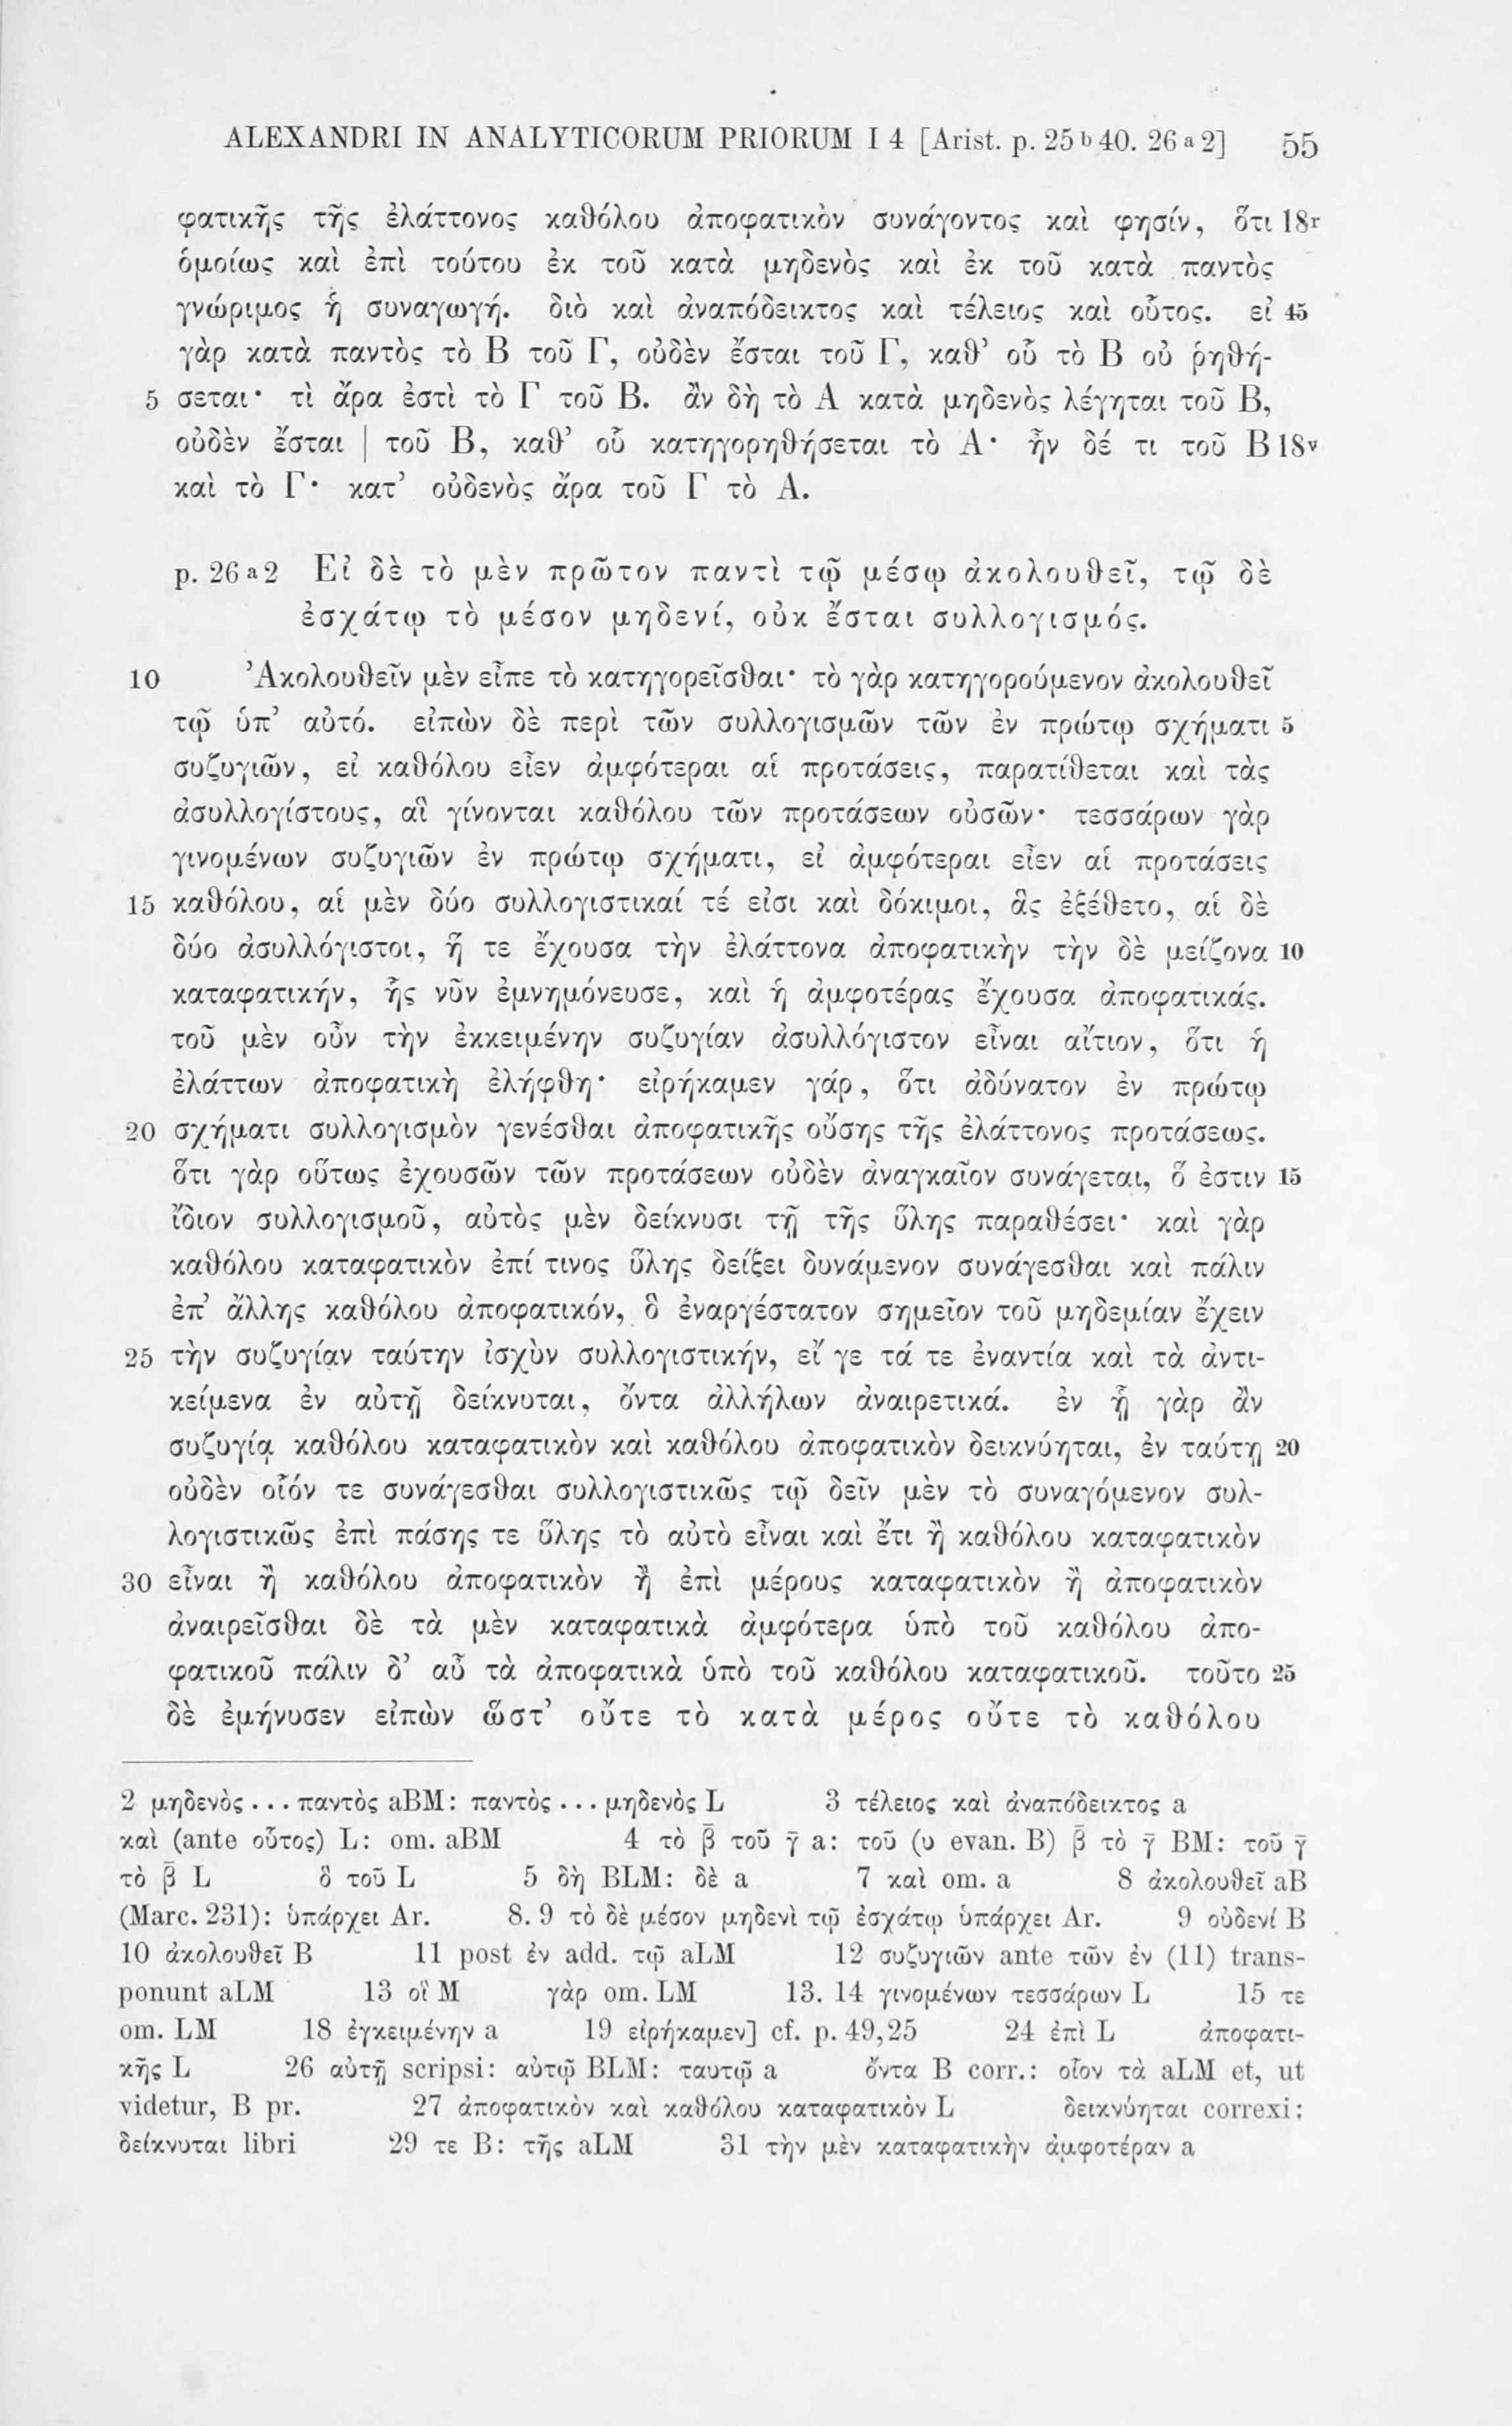 ALEXANDRI IN ANALYTICORUM PRIORUM I 4 [Arist. p. 25 b 40. 26 a 2] 55
φατικῆς τῆς ἐλάττονος καθόλου ἀποφατικὸν συνάγοντος καὶ φησίν, ὅτι 18r
ὁμοίως καὶ ἐπὶ τούτου ἐκ τοῦ κατὰ μηδενὸς καὶ ἐκ τοῦ κατὰ παντὸς
γνώριμος ἡ συναγωγή. διὸ καὶ ἀναπόδεικτος καὶ τέλειος καὶ οὗτος. εἰ 45
γὰρ κατὰ παντὸς τὸ Β τοῦ Γ, οὐδὲν ἔσται τοῦ Γ, καθ’ οὗ τὸ Β οὐ ῥηθή-
5 σεται· τὶ ἄρα ἐστὶ τὸ Γ τοῦ Β. ἂν δὴ τὸ Α κατὰ μηδενὸς λέγηται τοῦ Β,
οὐδὲν ἔσται | τοῦ Β, καθ’ οὗ κατηγορηθήσεται τὸ Α· ἦν δέ τι τοῦ Β 18v
καὶ τὸ Γ· κατ’ οὐδενὸς ἄρα τοῦ Γ τὸ Α.
p. 26 a 2 Εἰ δὲ τὸ μὲν πρῶτον παντὶ τῷ μέσῳ ἀκολουθεῖ, τῷ δὲ
ἐσχάτῳ τὸ μέσον μηδενί, οὐκ ἔσται συλλογισμός.
10 Ἀκολουθεῖν μὲν εἶπε τὸ κατηγορεῖσθαι· τὸ γὰρ κατηγορούμενον ἀκολουθεῖ
τῷ ὑπ’ αὐτό. εἰπὼν δὲ περὶ τῶν συλλογισμῶν τῶν ἐν πρώτῳ σχήματι 5
συζυγιῶν, εἰ καθόλου εἶεν ἀμφότεραι αἱ προτάσεις, παρατίθεται καὶ τὰς
ἀσυλλογίστους, αἳ γίνονται καθόλου τῶν προτάσεων οὐσῶν· τεσσάρων γὰρ
γινομένων συζυγιῶν ἐν πρώτῳ σχήματι, εἰ ἀμφότεραι εἶεν αἱ προτάσεις
15 καθόλου, αἱ μὲν δύο συλλογιστικαί τέ εἰσι καὶ δόκιμοι, ἃς ἐξέθετο, αἱ δὲ
δύο ἀσυλλόγιστοι, ἥ τε ἔχουσα τὴν ἐλάττονα ἀποφατικὴν τὴν δὲ μείζονα 10
καταφατικήν, ἧς νῦν ἐμνημόνευσε, καὶ ἡ ἀμφοτέρας ἔχουσα ἀποφατικάς.
τοῦ μὲν οὖν τὴν ἐκκειμένην συζυγίαν ἀσυλλόγιστον εἶναι αἴτιον, ὅτι ἡ
ἐλάττων ἀποφατικὴ ἐλήφθη· εἰρήκαμεν γάρ, ὅτι ἀδύνατον ἐν πρώτῳ
20 σχήματι συλλογισμὸν γενέσθαι ἀποφατικῆς οὔσης τῆς ἐλάττονος προτάσεως.
ὅτι γὰρ οὕτως ἐχουσῶν τῶν προτάσεων οὐδὲν ἀναγκαῖον συνάγεται, ὅ ἐστιν 15
ἴδιον συλλογισμοῦ, αὐτὸς μὲν δείκνυσι τῇ τῆς ὕλης παραθέσει· καὶ γὰρ
καθόλου καταφατικὸν ἐπί τινος ὕλης δείξει δυνάμενον συνάγεσθαι καὶ πάλιν
ἐπ’ ἄλλης καθόλου ἀποφατικόν, ὃ ἐναργέστατον σημεῖον τοῦ μηδεμίαν ἔχειν
25 τὴν συζυγίαν ταύτην ἰσχὺν συλλογιστικήν, εἴ γε τά τε ἐναντία καὶ τὰ ἀντι-
κείμενα ἐν αὐτῇ δείκνυται, ὄντα ἀλλήλων ἀναιρετικά. ἐν ᾗ γὰρ ἂν
συζυγίᾳ καθόλου καταφατικὸν καὶ καθόλου ἀποφατικὸν δεικνύηται, ἐν ταύτῃ 20
οὐδὲν οἷόν τε συνάγεσθαι συλλογιστικῶς τῷ δεῖν μὲν τὸ συναγόμενον συλ-
λογιστικῶς ἐπὶ πάσης τε ὕλης τὸ αὐτὸ εἶναι καὶ ἔτι ἢ καθόλου καταφατικὸν
30 εἶναι ἢ καθόλου ἀποφατικὸν ἢ ἐπὶ μέρους καταφατικὸν ἢ ἀποφατικὸν
ἀναιρεῖσθαι δὲ τὰ μὲν καταφατικὰ ἀμφότερα ὑπὸ τοῦ καθόλου ἀπο-
φατικοῦ πάλιν δ’ αὖ τὰ ἀποφατικὰ ὑπὸ τοῦ καθόλου καταφατικοῦ. τοῦτο 25
δὲ ἐμήνυσεν εἰπὼν ὥστ’ οὔτε τὸ κατὰ μέρος οὔτε τὸ καθόλου
2 μηδενὸς ... παντὸς aBM: παντὸς ... μηδενὸς L 3 τέλειος καὶ ἀναπόδεικτος a
καὶ (ante οὗτος) L: om. aBM 4 τὸ β̄ τοῦ γ̄ a: τοῦ (υ evan. B) β̄ τὸ γ̄ BM: τοῦ γ̄
τὸ β̄ L ὃ τοῦ L 5 δὴ BLM: δὲ a 7 καὶ om. a 8 ἀκολουθεῖ aB
(Marc. 231): ὑπάρχει Ar. 8. 9 τὸ δὲ μέσον μηδενὶ τῷ ἐσχάτῳ ὑπάρχει Ar. 9 οὐδενί B
10 ἀκολουθεῖ B 11 post ἐν add. τῷ aLM 12 συζυγιῶν ante τῶν ἐν (11) trans-
ponunt aLM 13 οἳ M γὰρ om. LM 13. 14 γινομένων τεσσάρων L 15 τε
om. LM 18 ἐγκειμένην a 19 εἰρήκαμεν] cf. p. 49,25 24 ἐπὶ L ἀποφατι-
κῆς L 26 αὐτῇ scripsi: αὐτῷ BLM: ταυτῷ a ὄντα B corr.: οἷον τὰ aLM et, ut
videtur, B pr. 27 ἀποφατικὸν καὶ καθόλου καταφατικὸν L δεικνύηται correxi:
δείκνυται libri 29 τε B: τῆς aLM 31 τὴν μὲν καταφατικὴν ἀμφοτέραν a